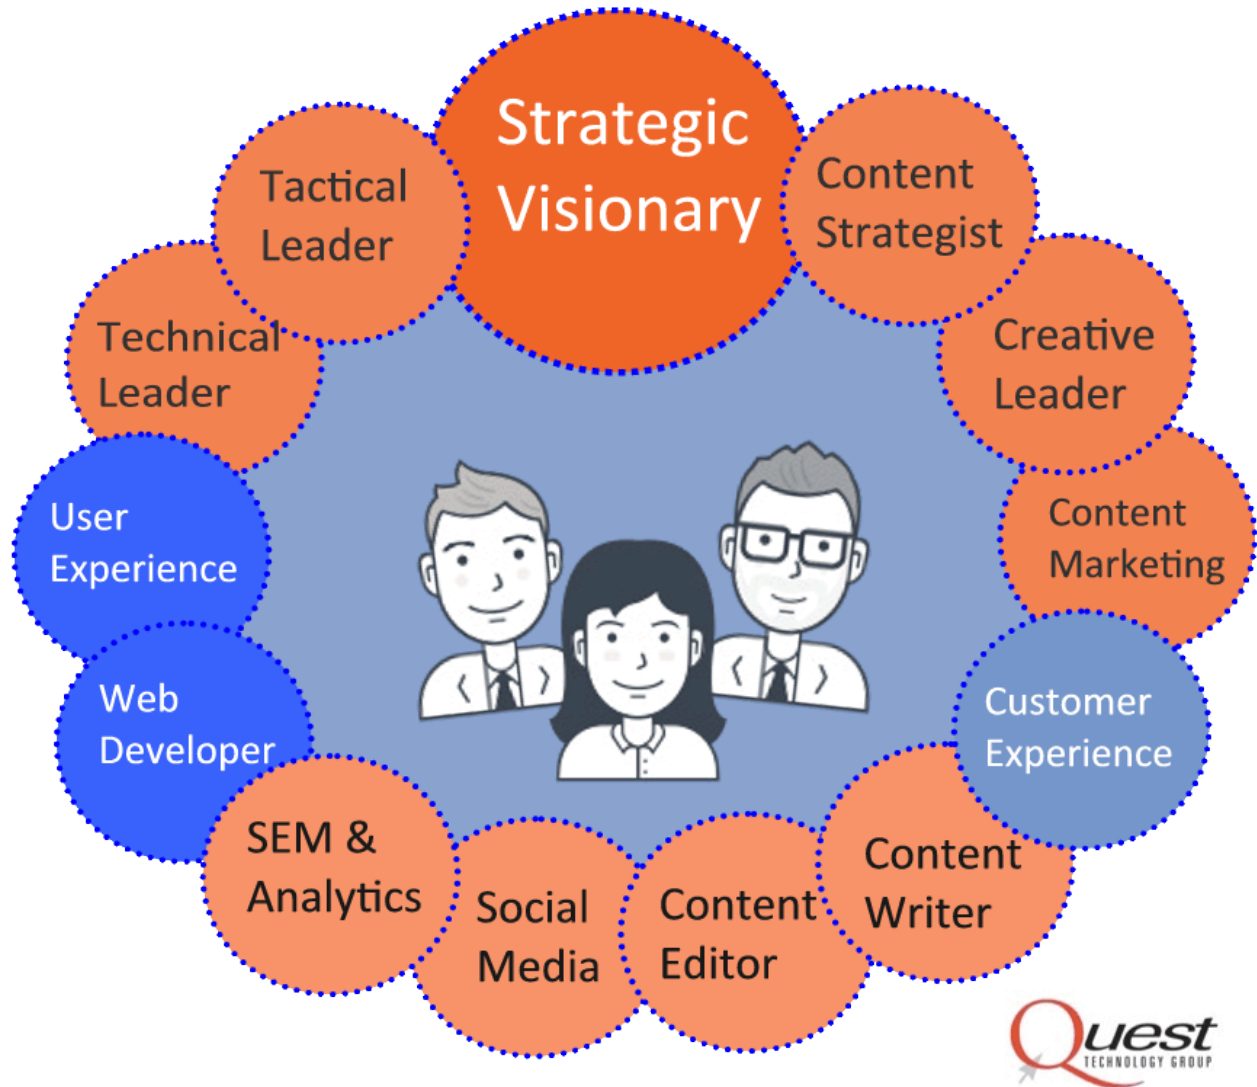 Strategic
Visionary
Content
Strategist
Creative
Leader
Content
Marketing
Customer
Experience
Content
Writer
Content
Editor
Social
Media
SEM &
Analytics
Web
Developer
User
Experience
Technical
Leader
Tactical
Leader
Quest
TECHNOLOGY GROUP